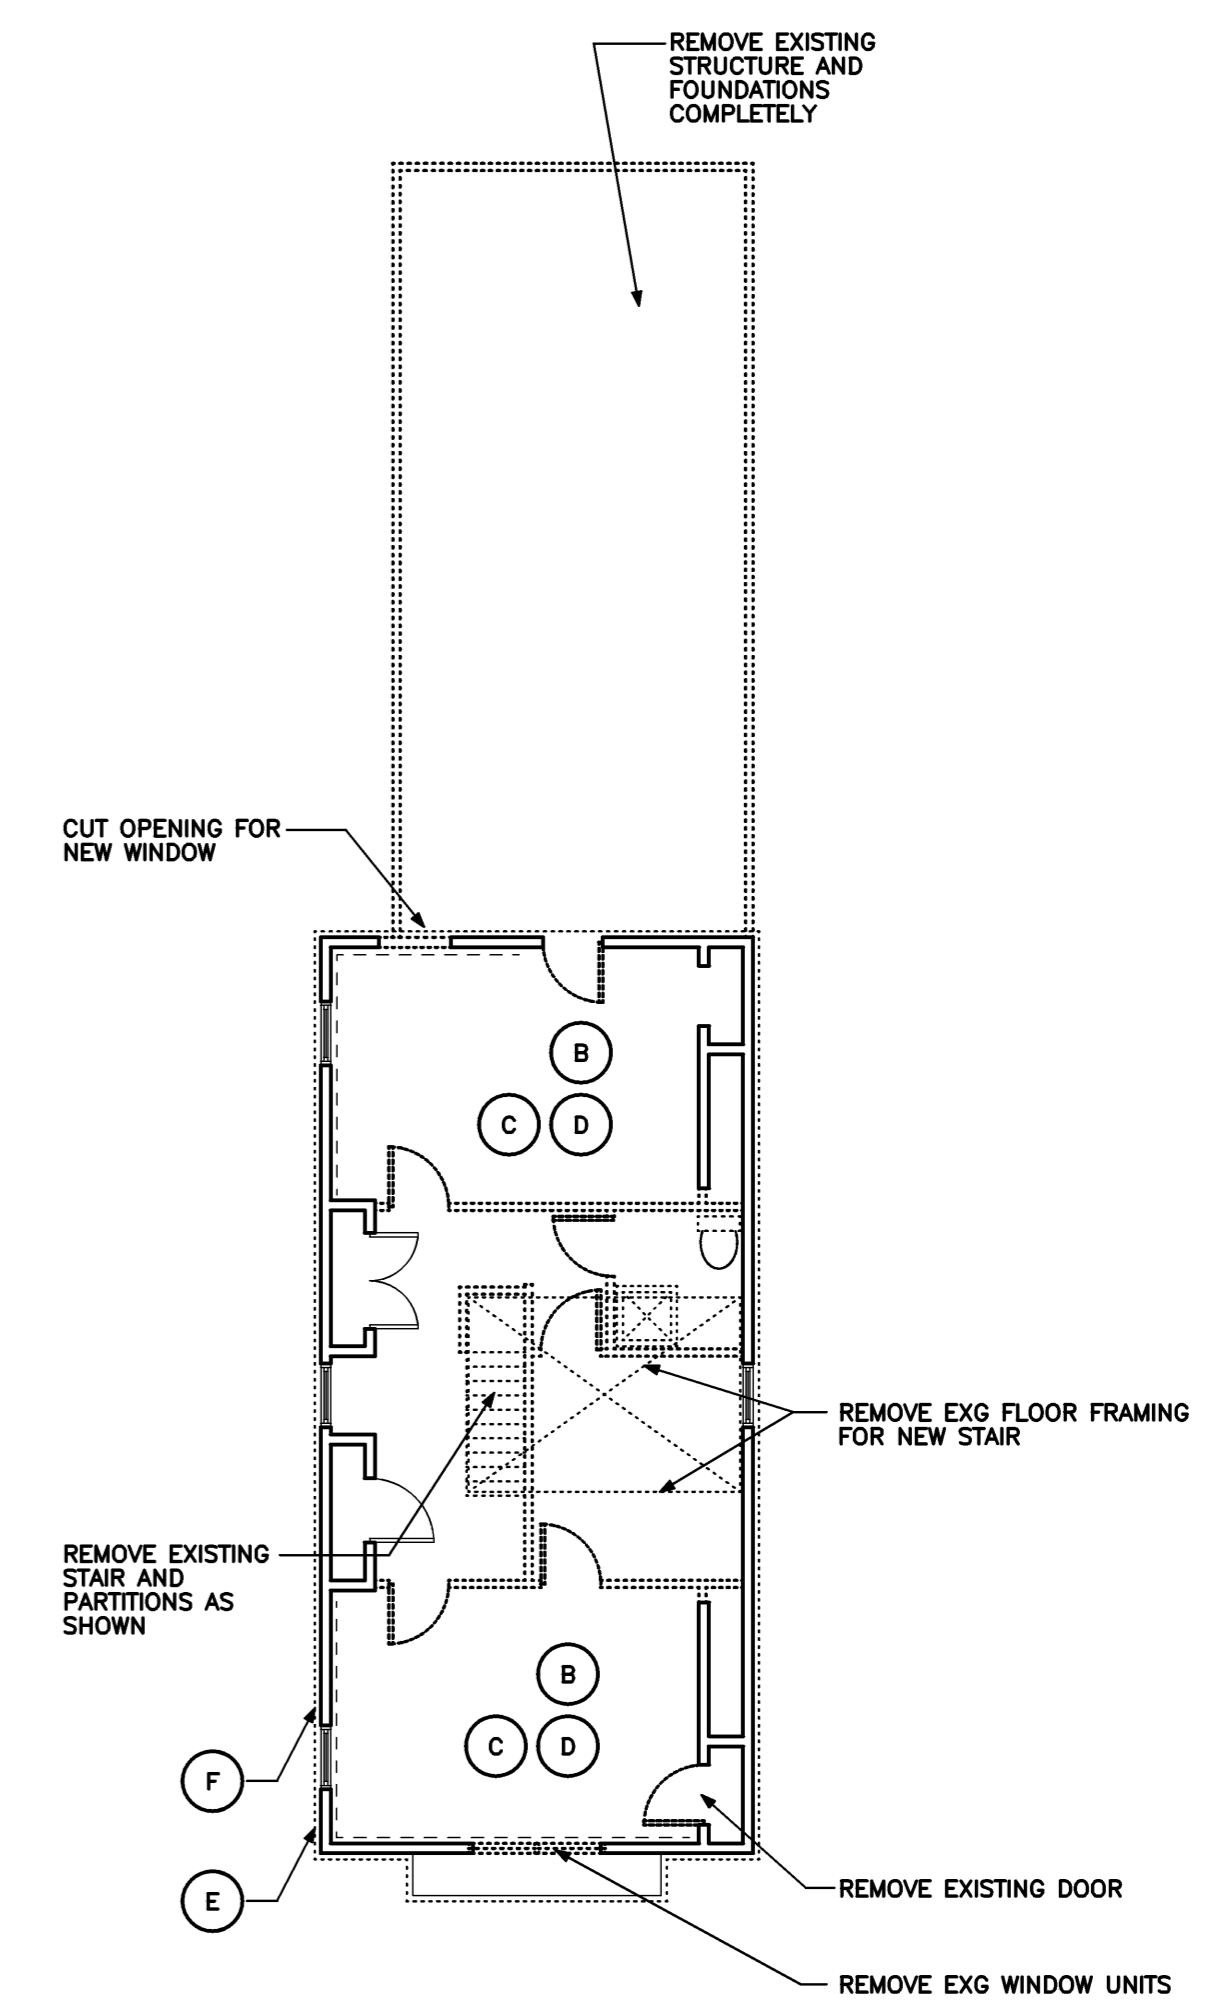 REMOVE EXISTING
STRUCTURE AND
FOUNDATIONS
COMPLETELY
CUT OPENING FOR
NEW WINDOW
B
C D
REMOVE EXG FLOOR FRAMING
FOR NEW STAIR
REMOVE EXISTING
STAIR AND
PARTITIONS AS
SHOWN
B
C D
F
E
REMOVE EXISTING DOOR
REMOVE EXG WINDOW UNITS